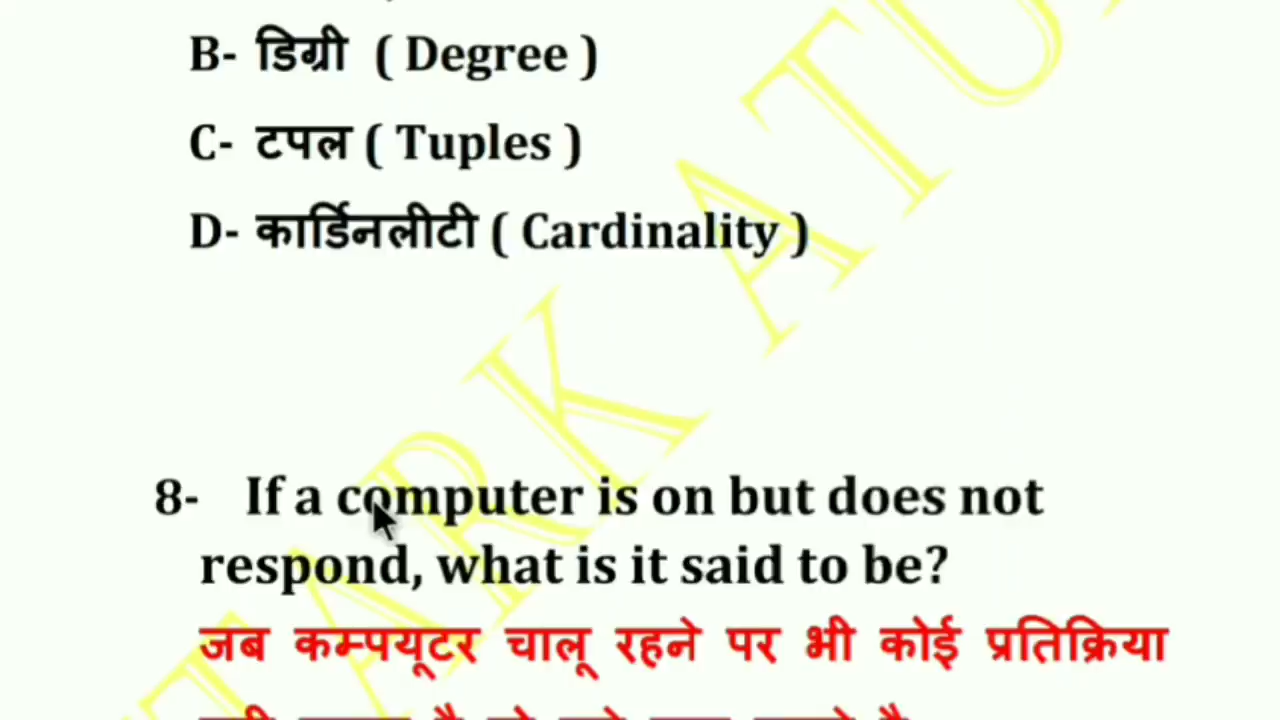 B- डिग्री ( Degree )
C- टपल ( Tuples )
D- कार्डिनलीटी ( Cardinality )
8- If a computer is on but does not
respond, what is it said to be?
जब कम्पयूटर चालू रहने पर भी कोई प्रतिक्रिया